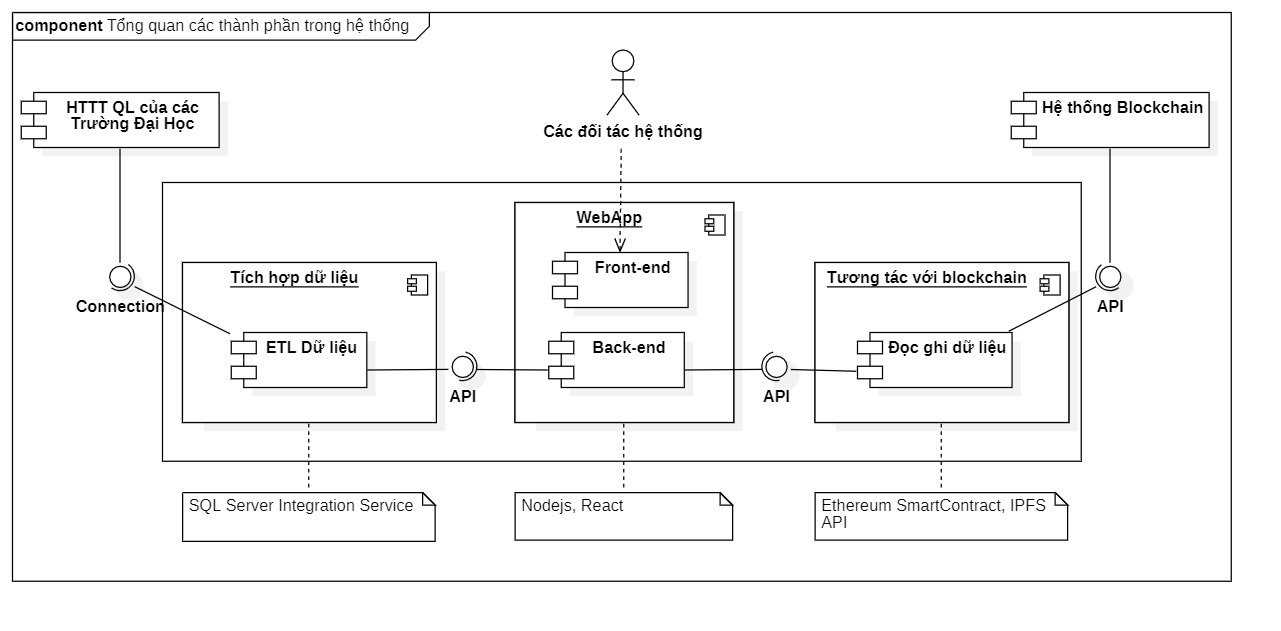 component Tổng quan các thành phần trong hệ thống
HTTT QL của các
Trường Đại Học
Các đối tác hệ thống
Hệ thống Blockchain
WebApp
Front-end
Tích hợp dữ liệu
Tương tác với blockchain
Connection
API
ETL Dữ liệu
Back-end
Đọc ghi dữ liệu
API
API
SQL Server Integration Service
Nodejs, React
Ethereum SmartContract, IPFS
API